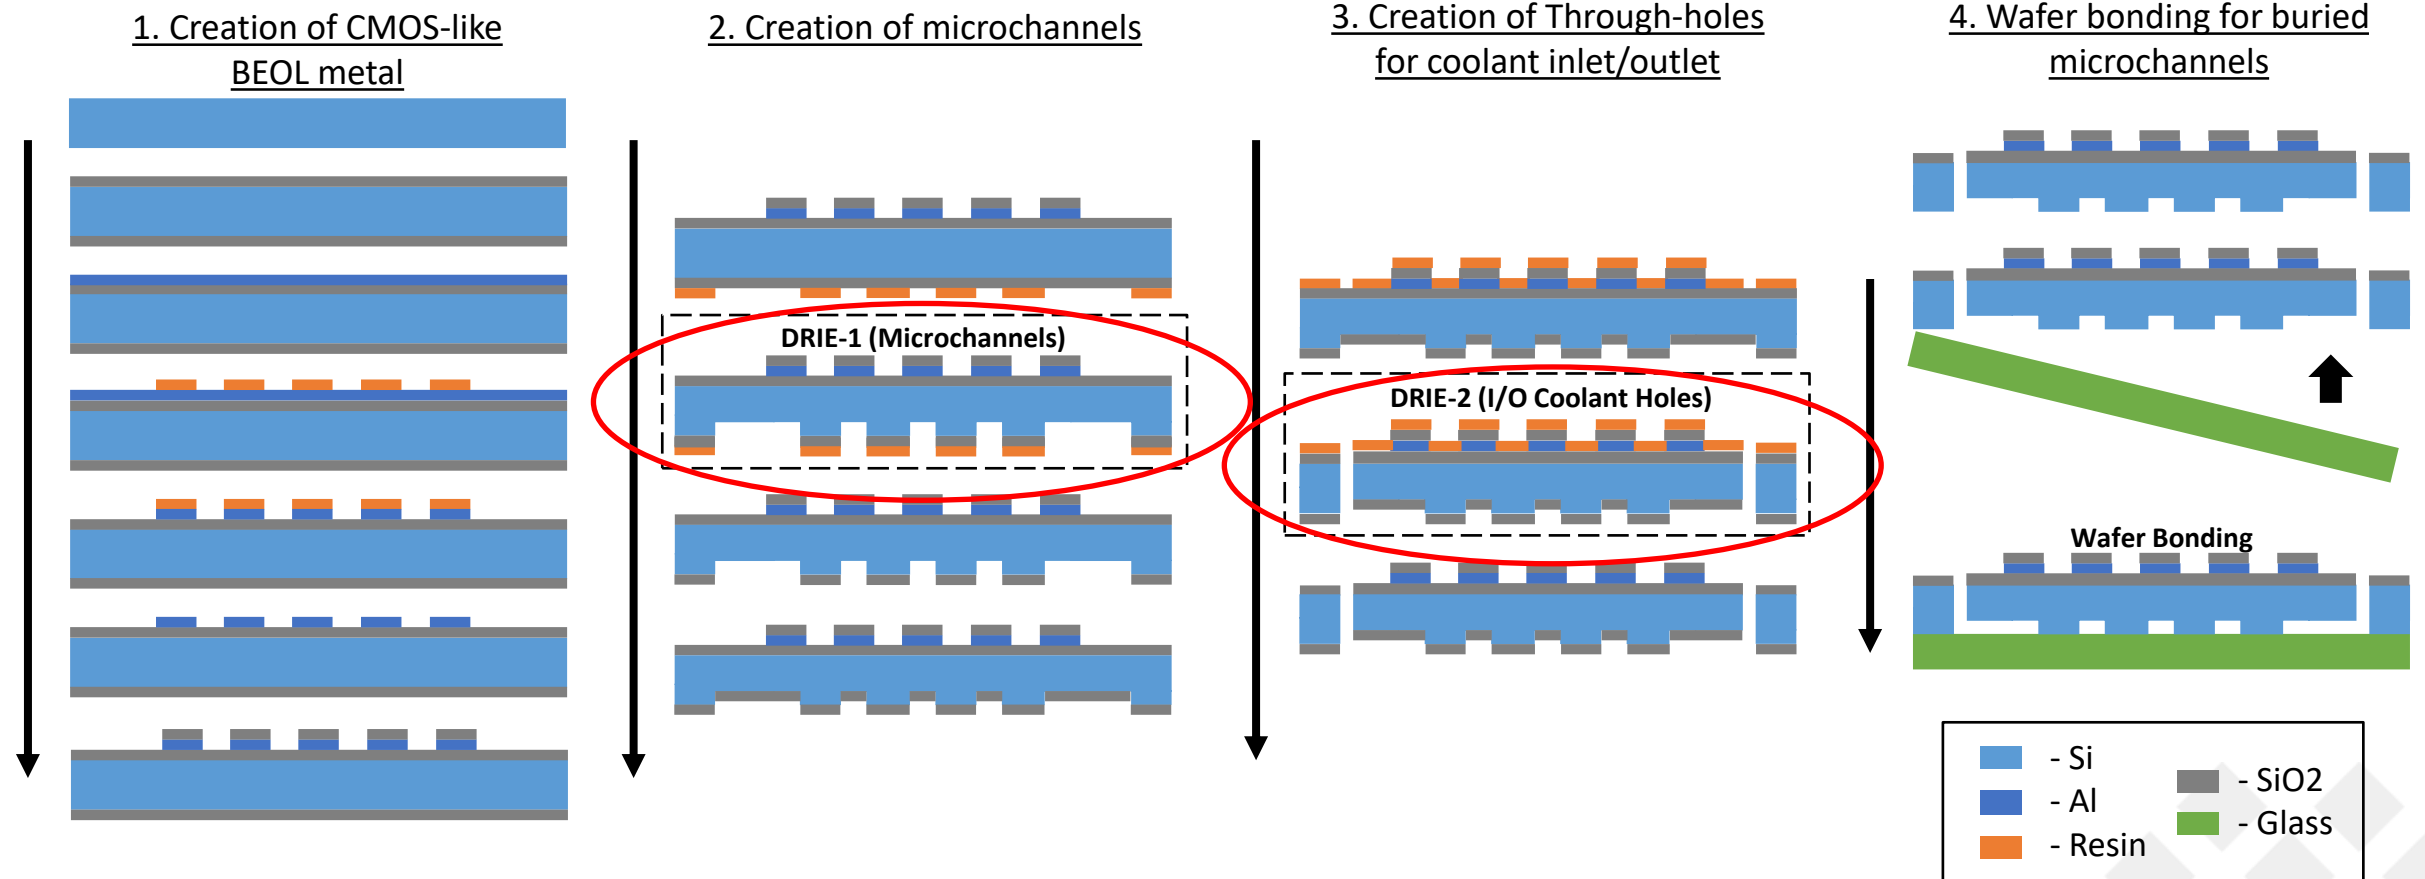 1. Creation of CMOS-like
BEOL metal
2. Creation of microchannels
DRIE-1 (Microchannels)
3. Creation of Through-holes
for coolant inlet/outlet
DRIE-2 (I/O Coolant Holes)
4. Wafer bonding for buried
microchannels
Wafer Bonding
- Si
- Al
- Resin
- SiO2
- Glass